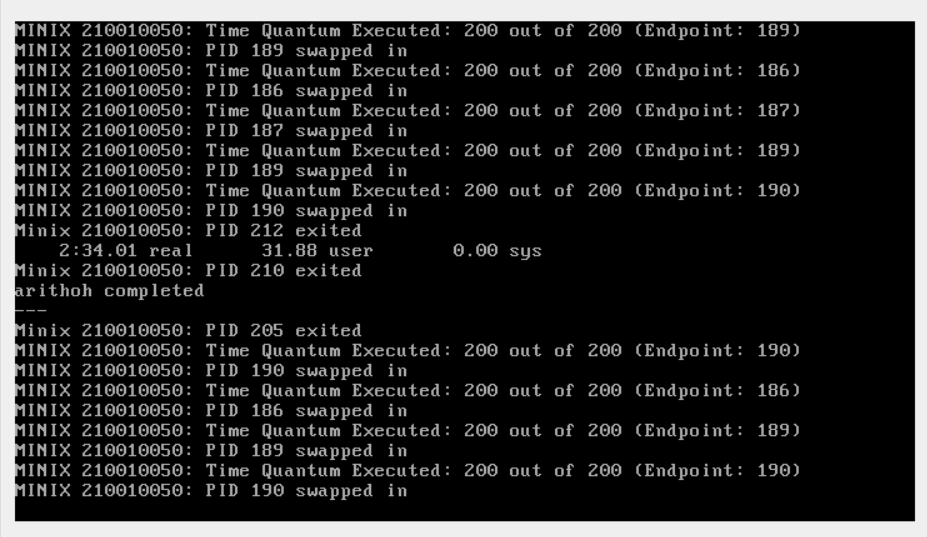 MINIX 210010050: Time Quantum Executed: 200 out of 200 (Endpoint: 189)
MINIX 210010050: PID 189 swapped in
MINIX 210010050: Time Quantum Executed: 200 out of 200 (Endpoint: 186)
MINIX 210010050: PID 186 swapped in
MINIX 210010050: Time Quantum Executed: 200 out of 200 (Endpoint: 187)
MINIX 210010050: PID 187 swapped in
MINIX 210010050: Time Quantum Executed: 200 out of 200 (Endpoint: 189)
MINIX 210010050: PID 189 swapped in
MINIX 210010050: Time Quantum Executed: 200 out of 200 (Endpoint: 190)
MINIX 210010050: PID 190 swapped in
Minix 210010050: PID 212 exited
    2:34.01 real      31.88 user       0.00 sys
Minix 210010050: PID 210 exited
arithoh completed
---
Minix 210010050: PID 205 exited
MINIX 210010050: Time Quantum Executed: 200 out of 200 (Endpoint: 190)
MINIX 210010050: PID 190 swapped in
MINIX 210010050: Time Quantum Executed: 200 out of 200 (Endpoint: 186)
MINIX 210010050: PID 186 swapped in
MINIX 210010050: Time Quantum Executed: 200 out of 200 (Endpoint: 189)
MINIX 210010050: PID 189 swapped in
MINIX 210010050: Time Quantum Executed: 200 out of 200 (Endpoint: 190)
MINIX 210010050: PID 190 swapped in